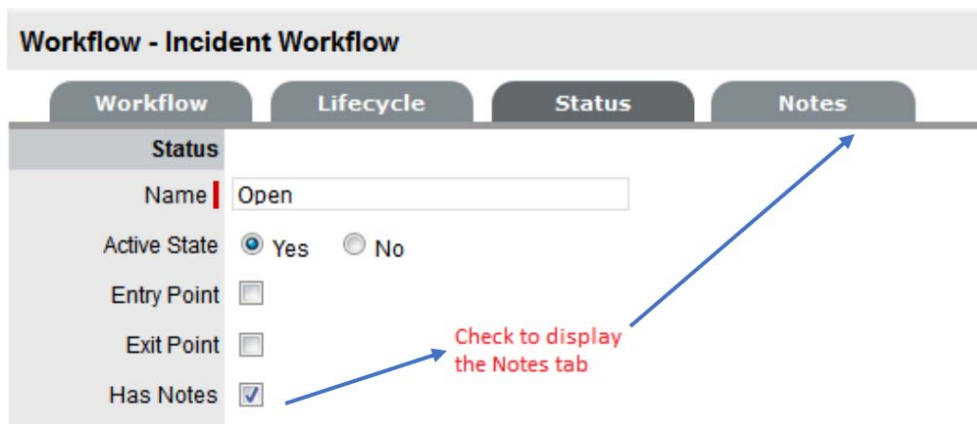 Workflow - Incident Workflow
Workflow Lifecycle Status Notes
Status
Name Open
Active State Yes No
Entry Point
Exit Point
Check to display
the Notes tab
Has Notes